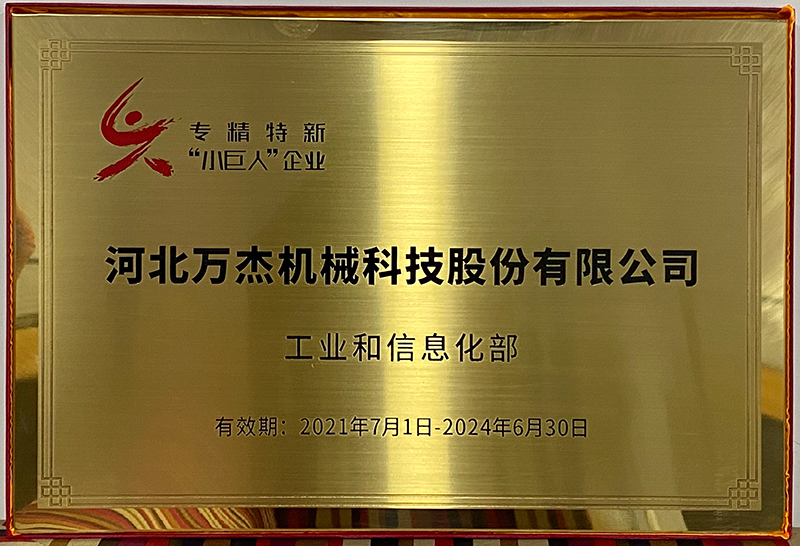 专精特新
“小巨人”企业
河北万杰机械科技股份有限公司
工业和信息化部
有效期：2021年7月1日-2024年6月30日